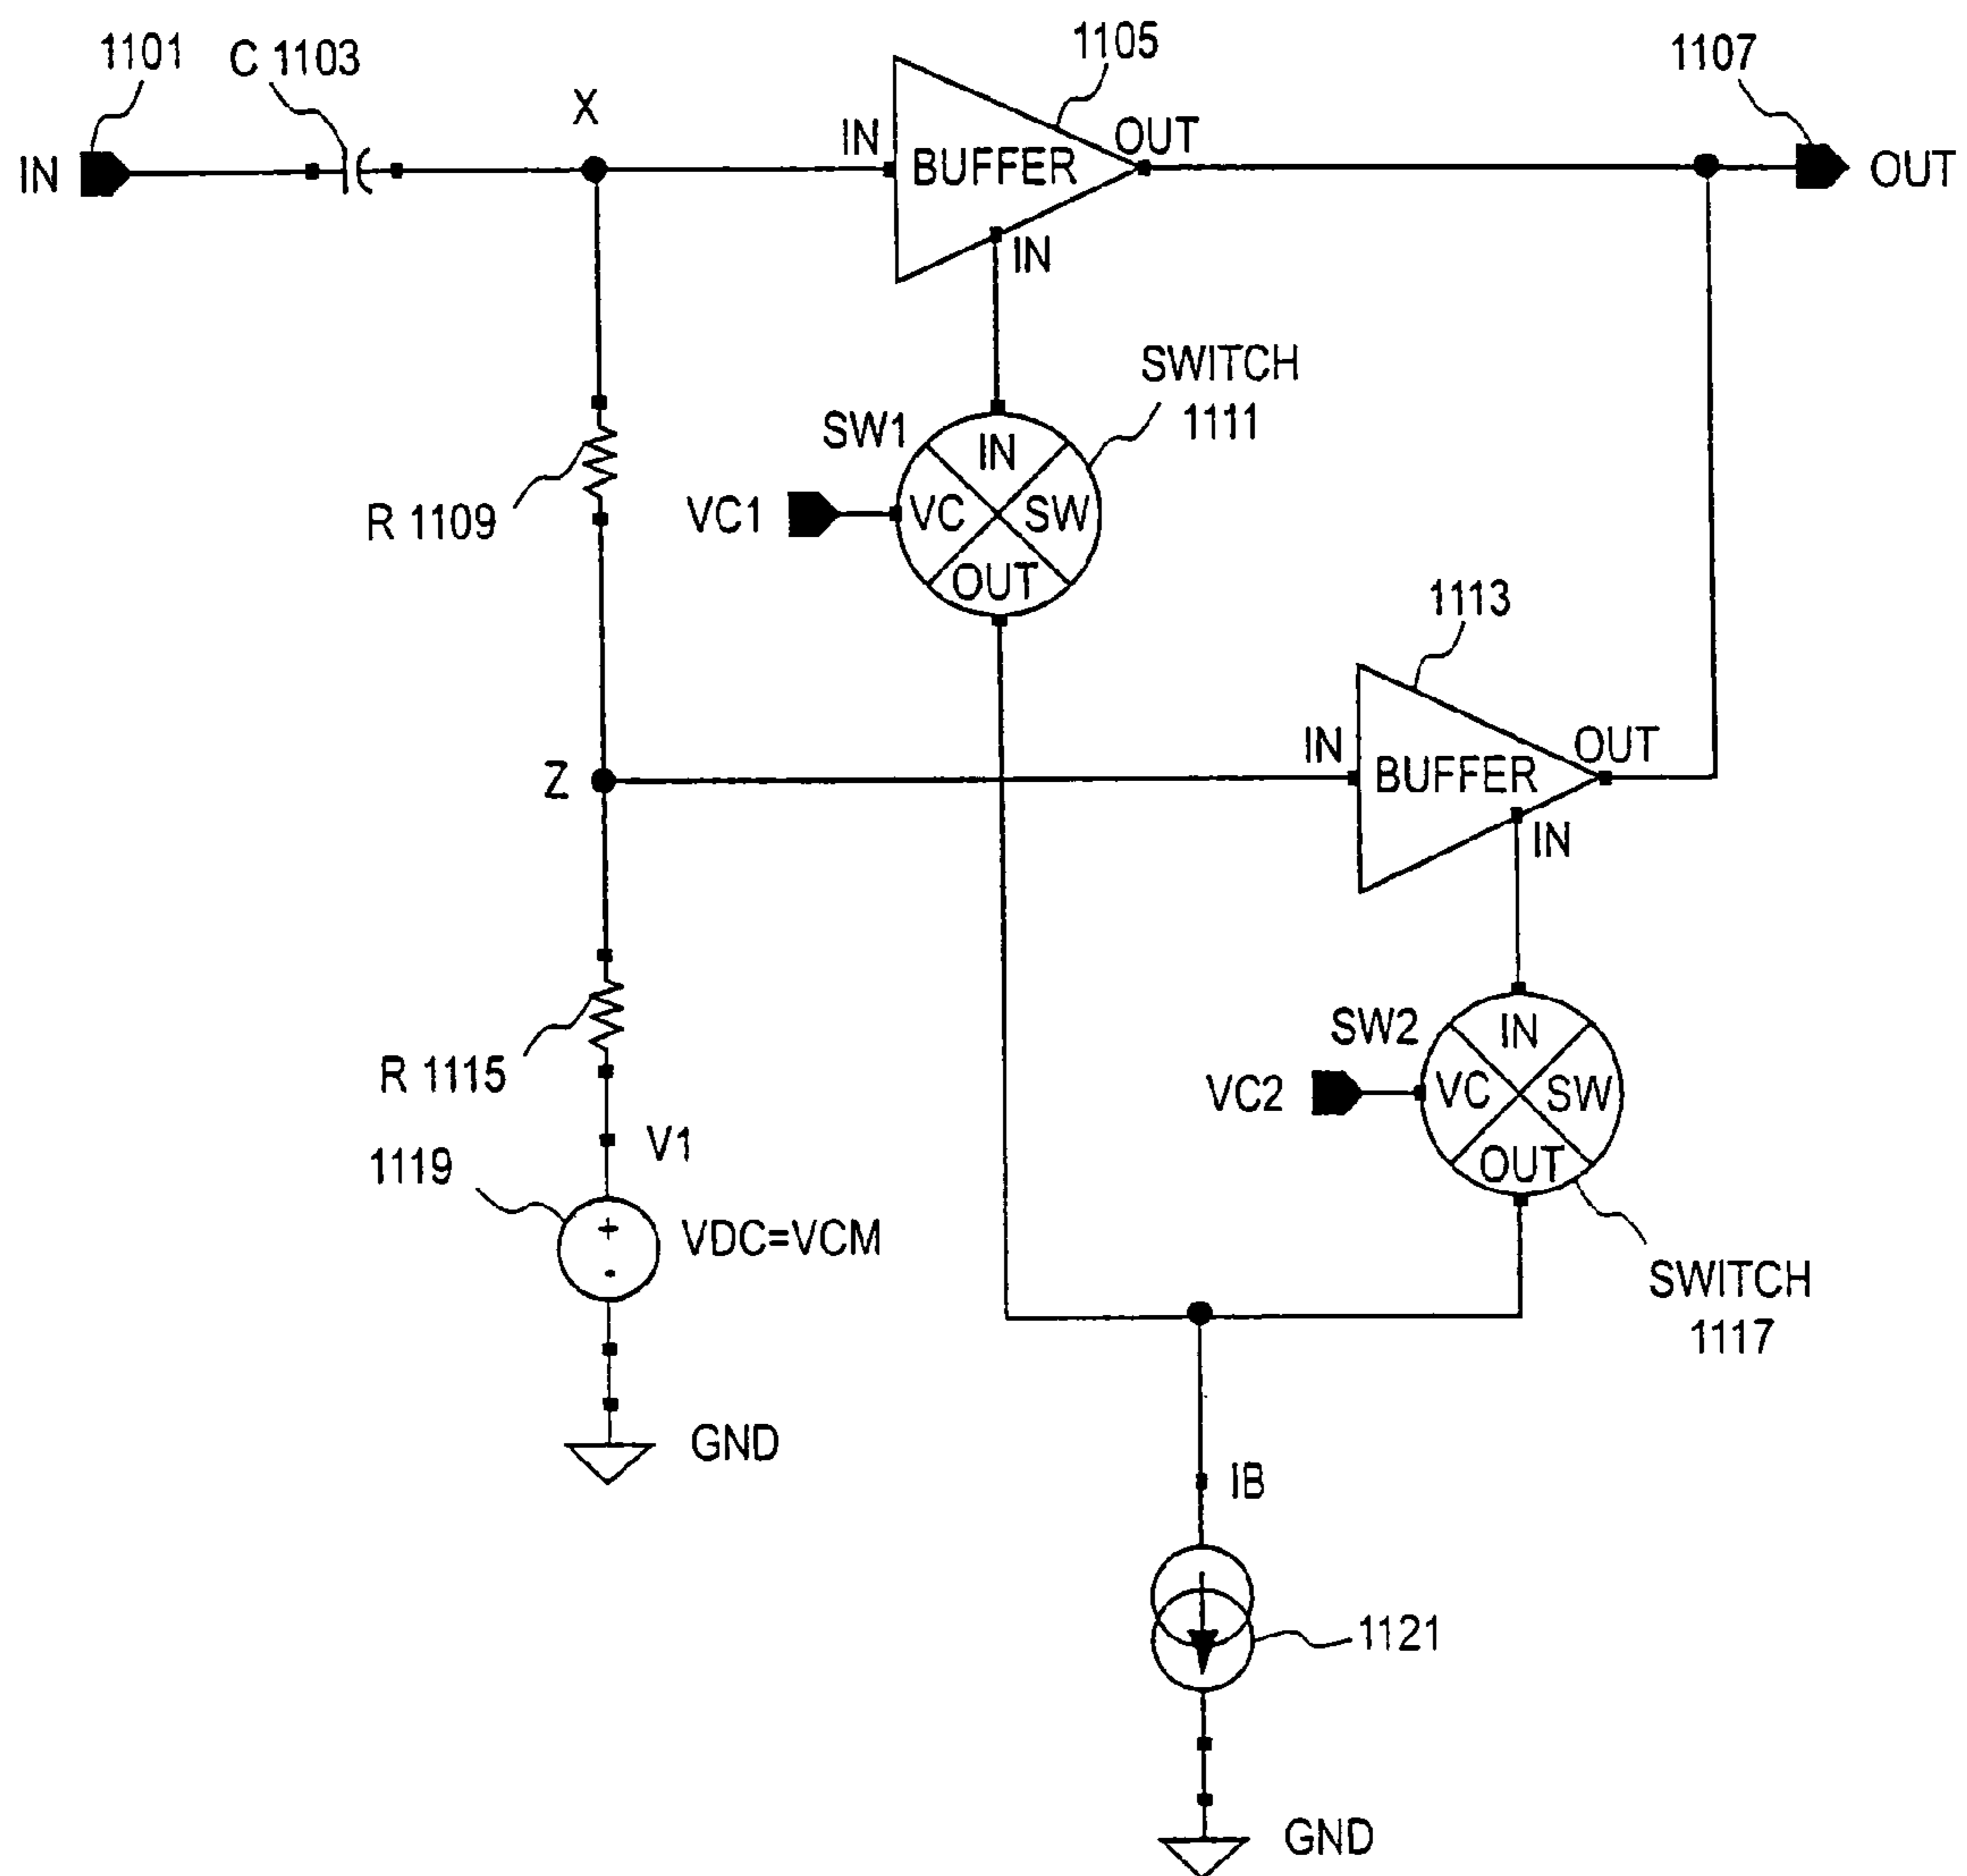 1101
C 1103
1105
1107
X
IN
IN
BUFFER
OUT
OUT
IN
SWITCH
1111
SW1
IN
VC1
VC
SW
OUT
R 1109
1113
Z
IN
BUFFER
OUT
IN
SW2
IN
VC2
VC
SW
OUT
SWITCH
1117
R 1115
1119
V1
+
-
VDC=VCM
GND
IB
1121
GND